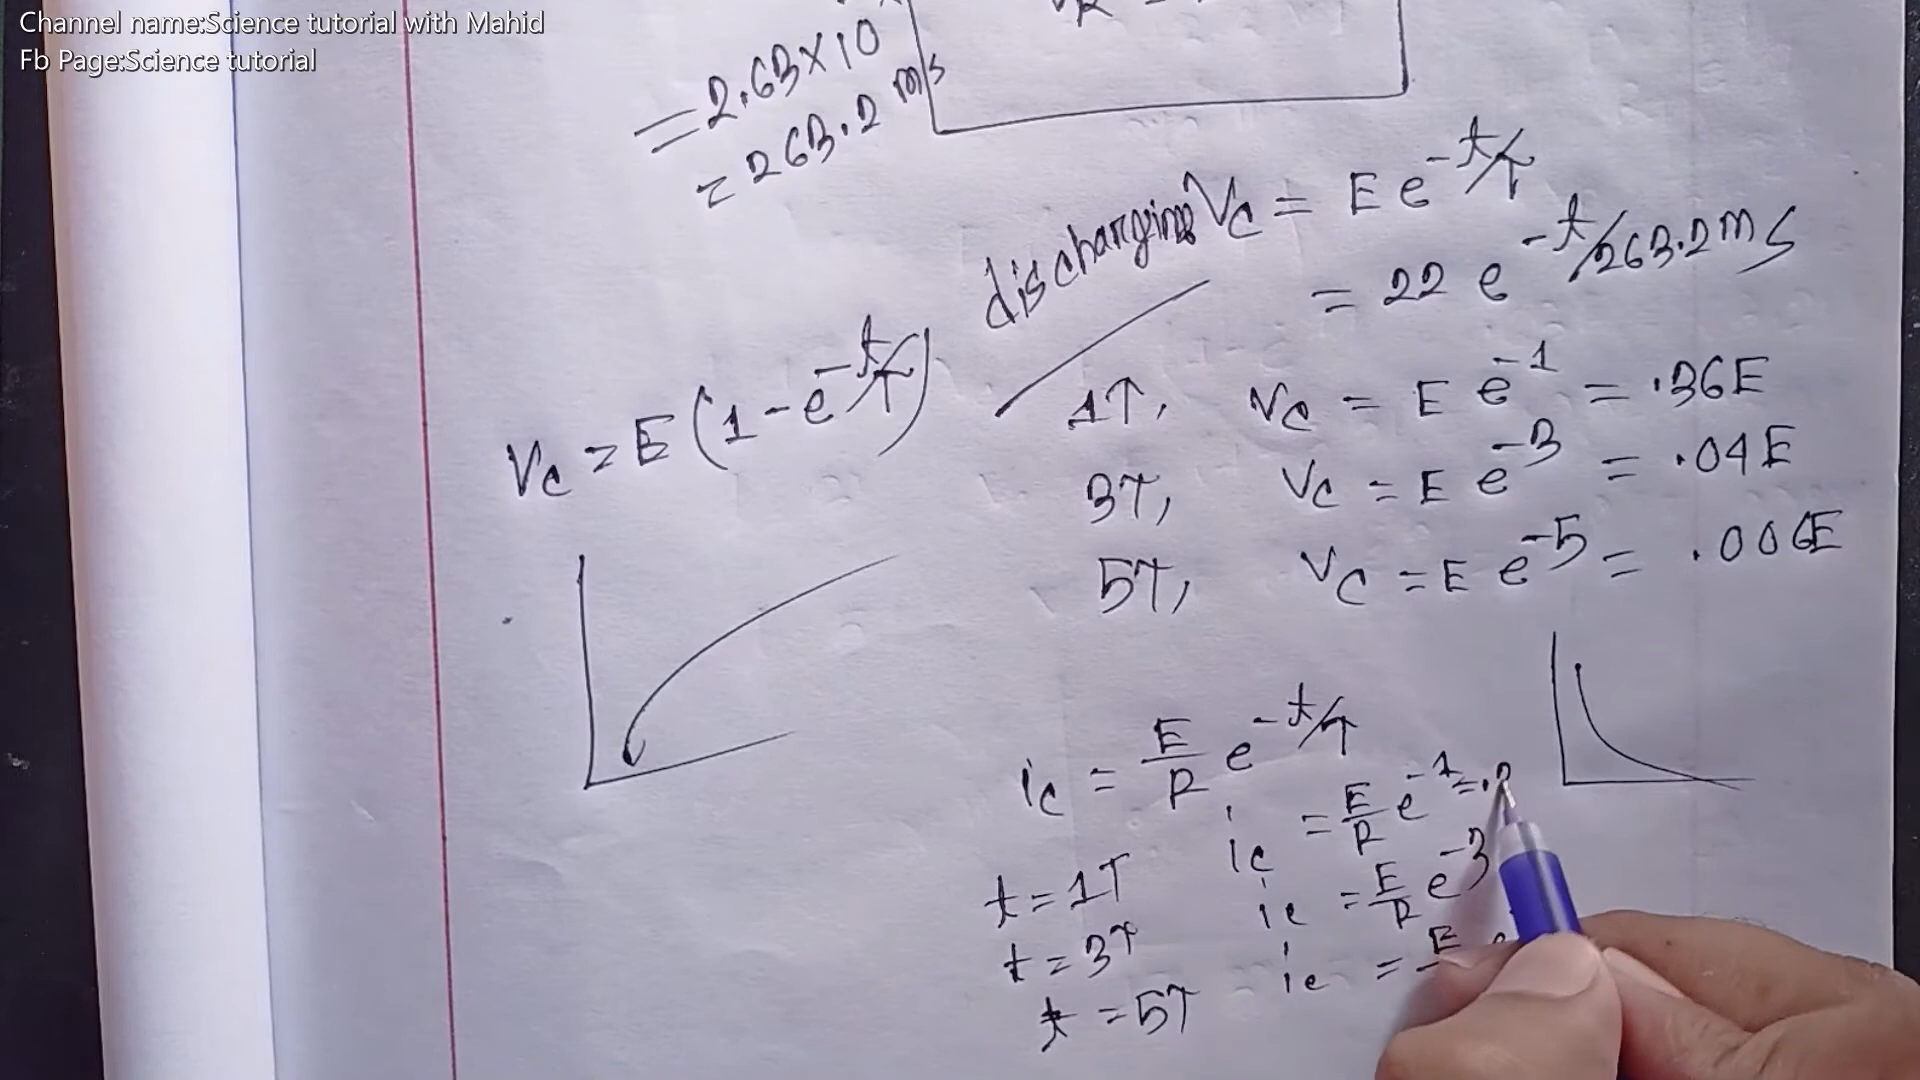 Channel name:Science tutorial with Mahid
Fb Page:Science tutorial
= 2.63 × 10
= 263.2 ms
discharging Vc = E e^-t/τ
= 22 e^-t/263.2ms
Vc = E (1 - e^-t/τ)
1τ, Vc = E e^-1 = .36E
3τ, Vc = E e^-3 = .04E
5τ, Vc = E e^-5 = .006E
ic = E/R e^-t/τ
t = 1τ ic = E/R e^-1 = .
t = 3τ ic = E/R e^-3
t = 5τ ic = E